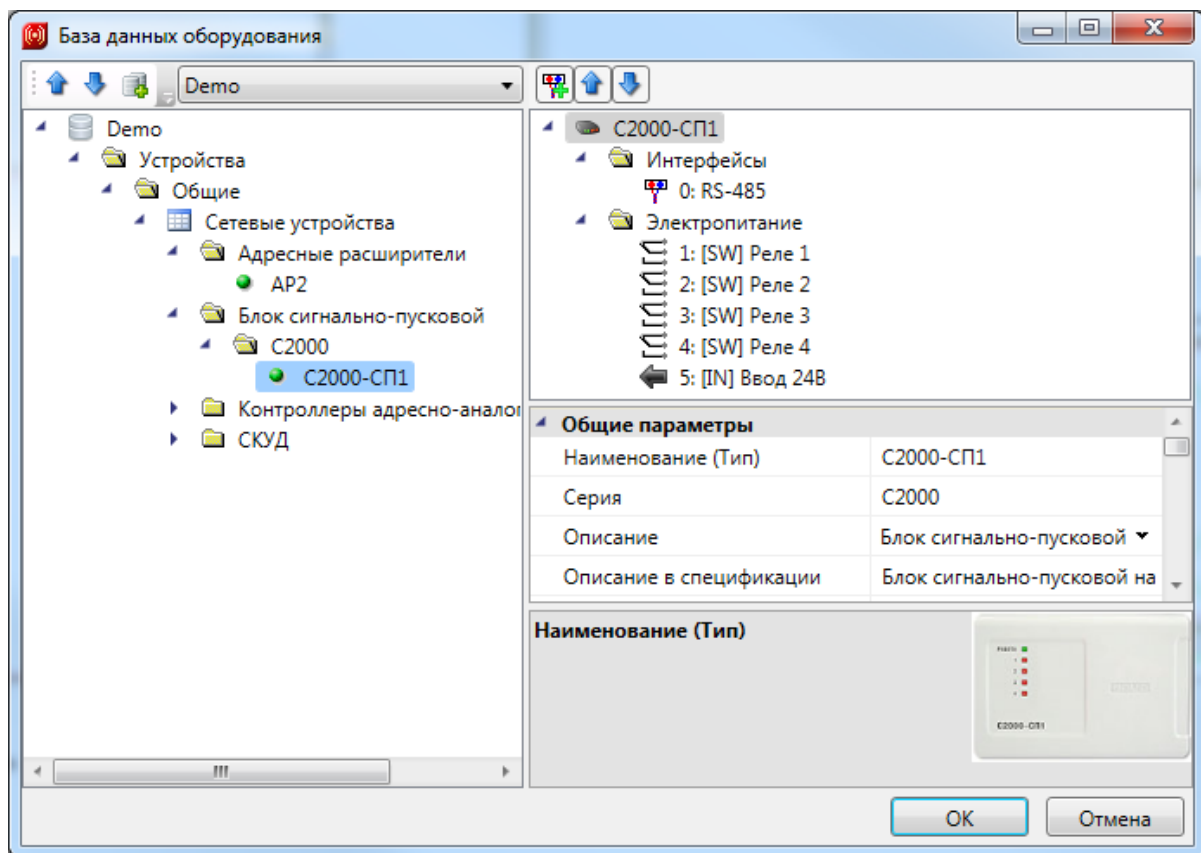 База данных оборудования
Demo
Demo
Устройства
Общие
Сетевые устройства
Адресные расширители
АР2
Блок сигнально-пусковой
С2000
С2000-СП1
Контроллеры адресно-аналог
СКУД
С2000-СП1
Интерфейсы
0: RS-485
Электропитание
1: [SW] Реле 1
2: [SW] Реле 2
3: [SW] Реле 3
4: [SW] Реле 4
5: [IN] Ввод 24В
Общие параметры
Наименование (Тип) С2000-СП1
Серия С2000
Описание Блок сигнально-пусковой
Описание в спецификации Блок сигнально-пусковой на
Наименование (Тип)
С2000-СП1
OK
Отмена